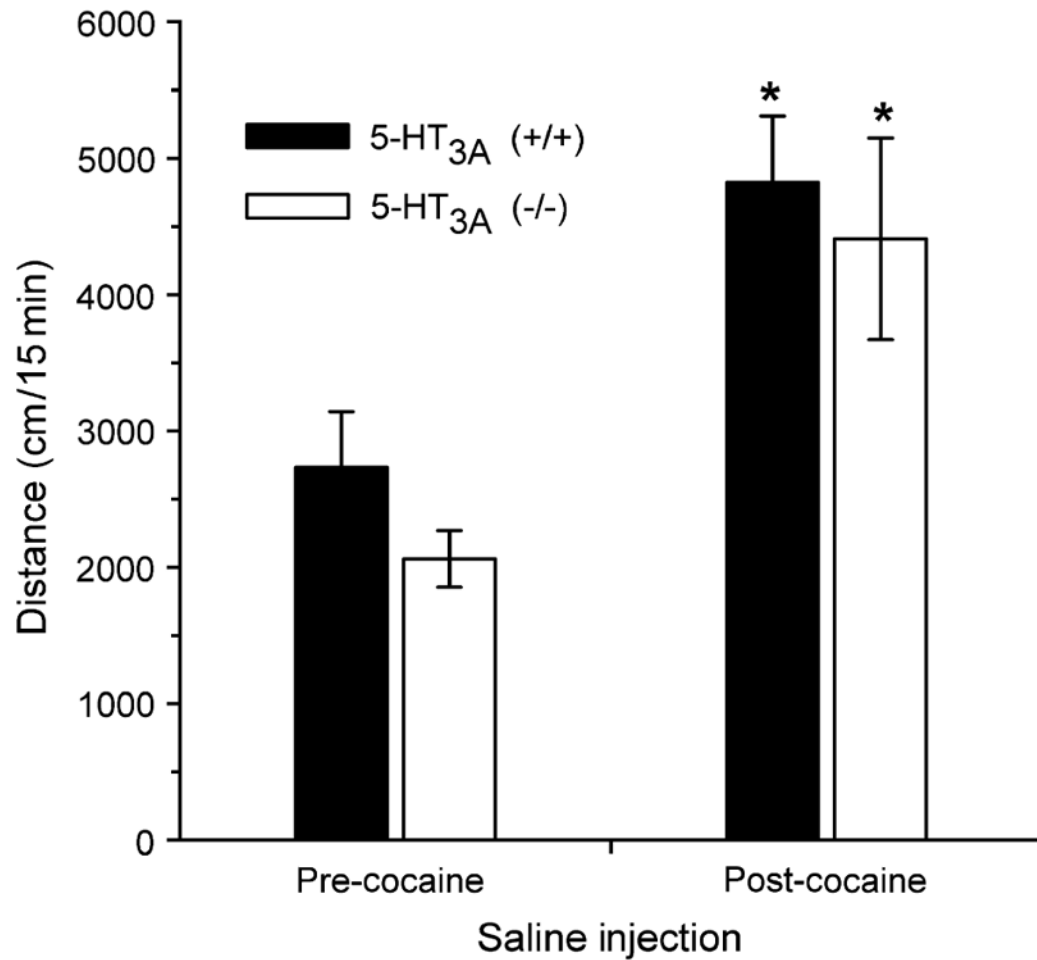 6000
5000
4000
3000
2000
1000
0
Distance (cm/15 min)
5-HT3A (+/+)
5-HT3A (-/-)
*
*
Pre-cocaine
Post-cocaine
Saline injection